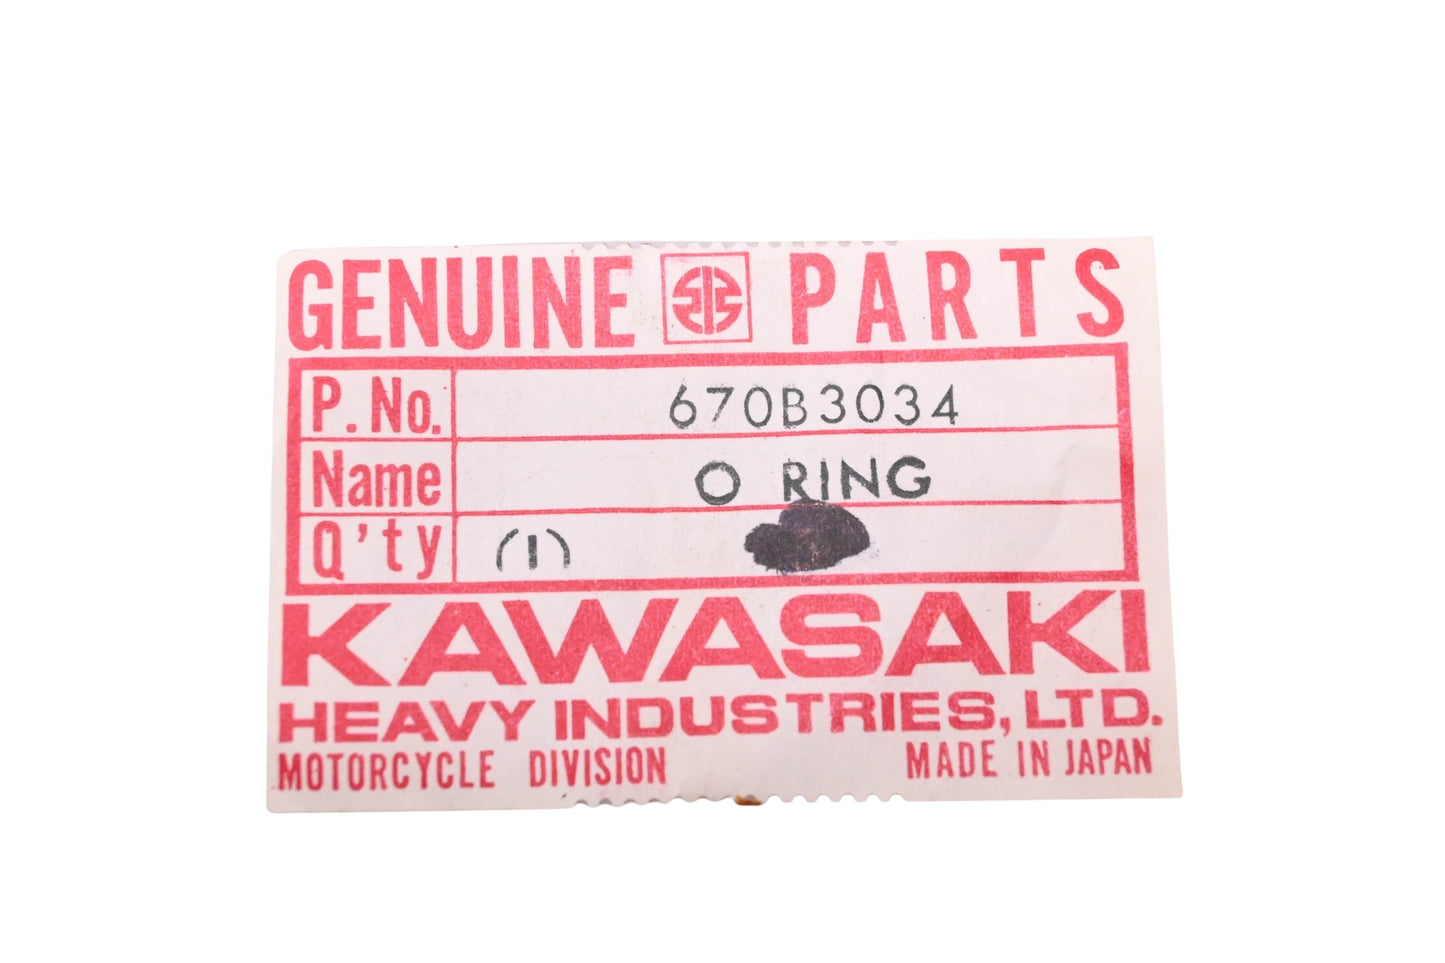 GENUINE PARTS
P. No. 670B3034
Name O RING
Q'ty (1)
KAWASAKI
HEAVY INDUSTRIES, LTD.
MOTORCYCLE DIVISION MADE IN JAPAN